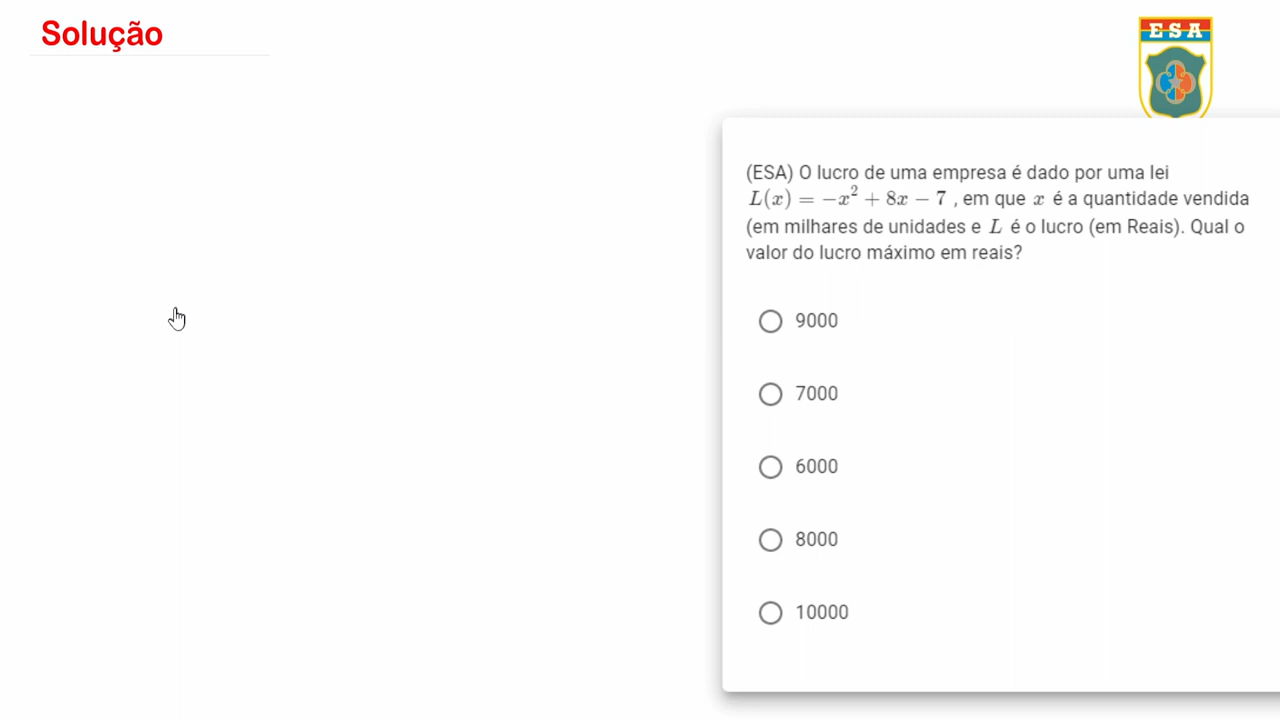 Solução
ESA
(ESA) O lucro de uma empresa é dado por uma lei
L(x) = −x² + 8x − 7 , em que x é a quantidade vendida
(em milhares de unidades e L é o lucro (em Reais). Qual o
valor do lucro máximo em reais?
9000
7000
6000
8000
10000